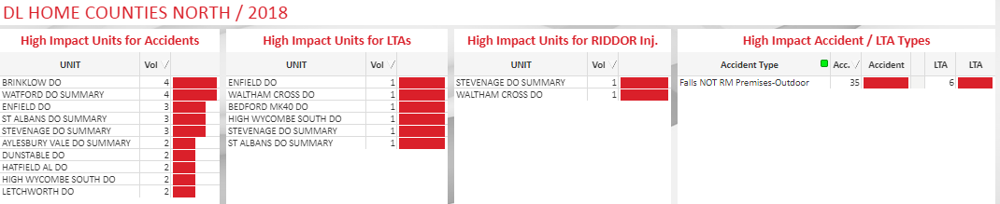 DL HOME COUNTIES NORTH / 2018
High Impact Units for Accidents
UNIT Vol
BRINKLOW DO 4
WATFORD DO SUMMARY 4
ENFIELD DO 3
ST ALBANS DO SUMMARY 3
STEVENAGE DO SUMMARY 3
AYLESBURY VALE DO SUMMARY 2
DUNSTABLE DO 2
HATFIELD AL DO 2
HIGH WYCOMBE SOUTH DO 2
LETCHWORTH DO 2
High Impact Units for LTAs
UNIT Vol
ENFIELD DO 1
WALTHAM CROSS DO 1
BEDFORD MK40 DO 1
HIGH WYCOMBE SOUTH DO 1
STEVENAGE DO SUMMARY 1
ST ALBANS DO SUMMARY 1
High Impact Units for RIDDOR Inj.
UNIT Vol
STEVENAGE DO SUMMARY 1
WALTHAM CROSS DO 1
High Impact Accident / LTA Types
Accident Type Acc. Accident LTA LTA
Falls NOT RM Premises-Outdoor 35 6